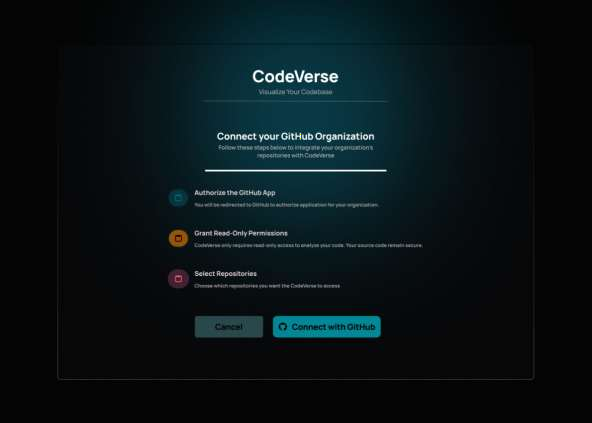 CodeVerse
Visualize Your Codebase
Connect your GitHub Organization
Follow these steps below to integrate your organization's
repositories with CodeVerse
Authorize the GitHub App
You will be redirected to GitHub to authorize application for your organization.
Grant Read-Only Permissions
CodeVerse only requires read-only access to analyse your code. Your source code remain secure.
Select Repositories
Choose which repositories you want the CodeVerse to access
Cancel
Connect with GitHub